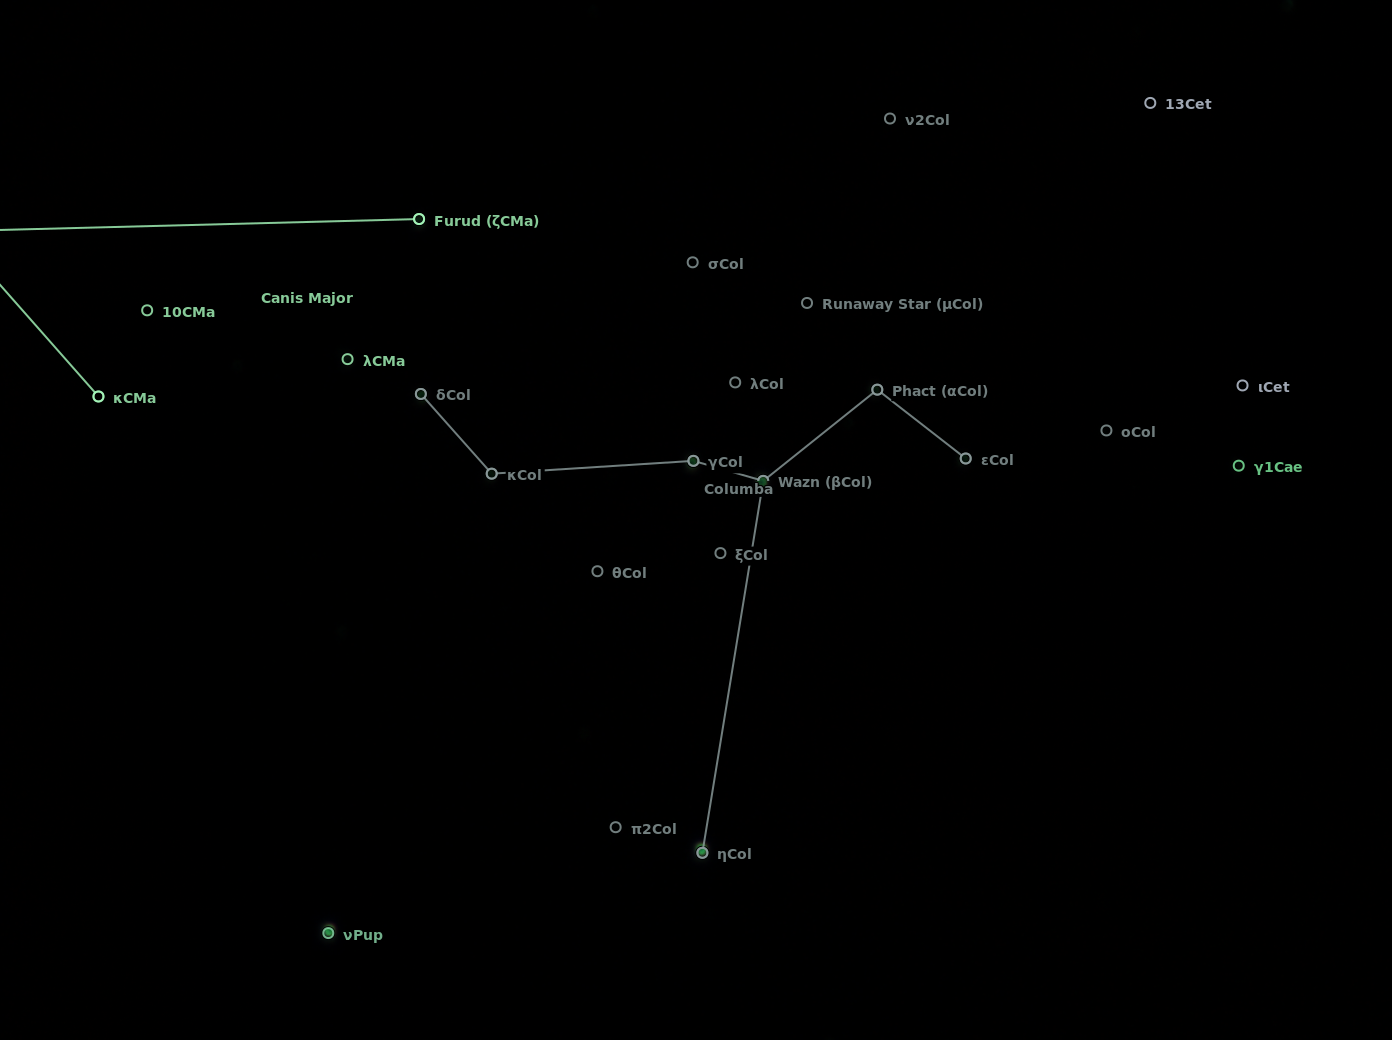 13Cet
ν2Col
Furud (ζCMa)
σCol
Canis Major
Runaway Star (μCol)
10CMa
λCMa
λCol
ιCet
Phact (αCol)
δCol
κCMa
οCol
εCol
γCol
γ1Cae
κCol
Wazn (βCol)
Columba
ξCol
θCol
π2Col
ηCol
νPup